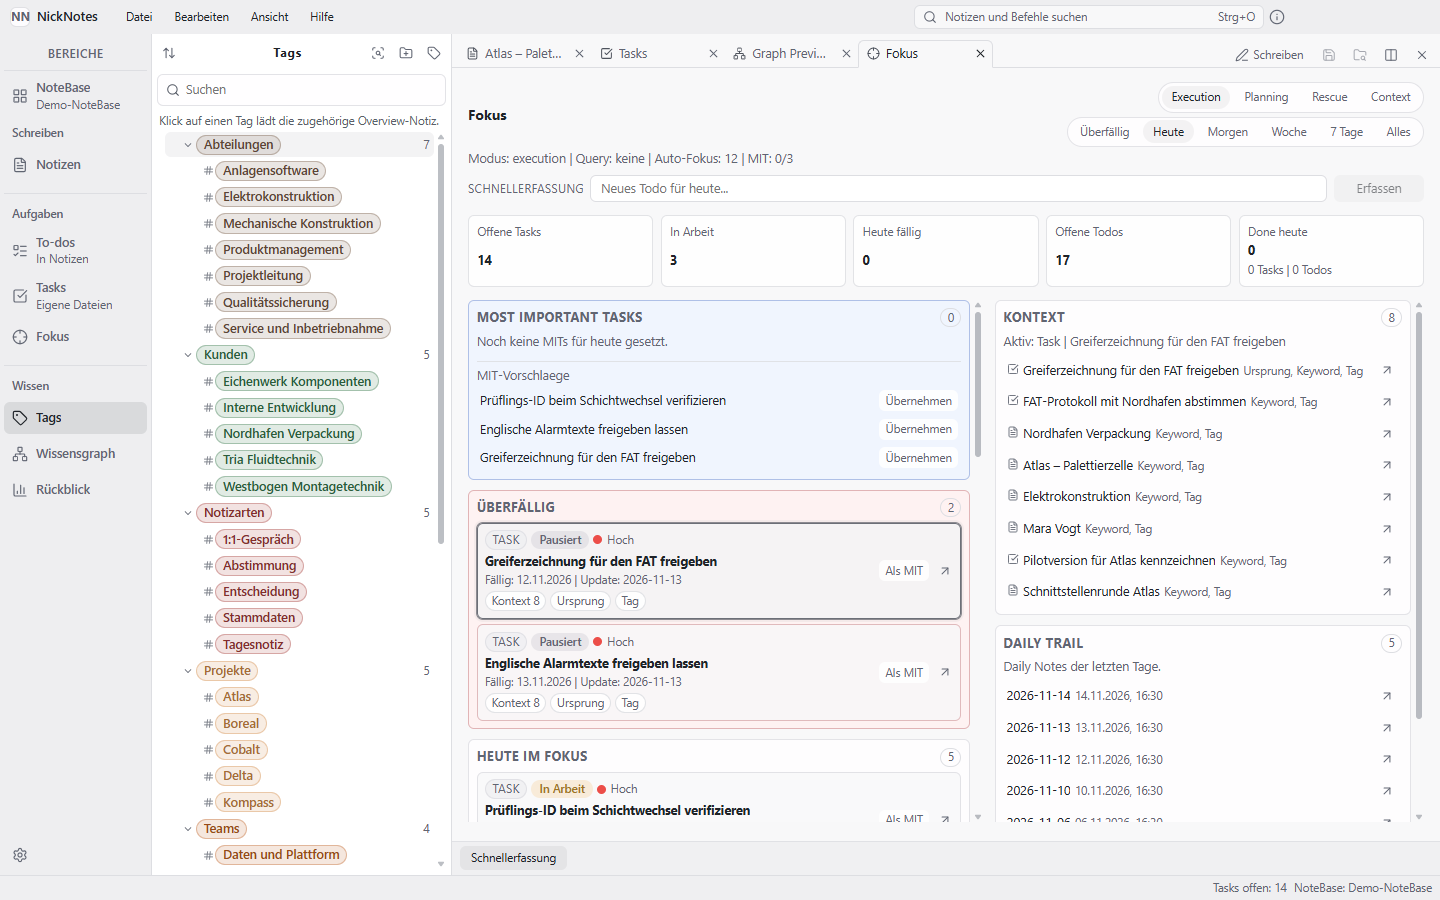 NN NickNotes Datei Bearbeiten Ansicht Hilfe Notizen und Befehle suchen Strg+O
BEREICHE
NoteBase
Demo-NoteBase
Schreiben
Notizen
Aufgaben
To-dos
In Notizen
Tasks
Eigene Dateien
Fokus
Wissen
Tags
Wissensgraph
Rückblick
Tags
Suchen
Klick auf einen Tag lädt die zugehörige Overview-Notiz.
Abteilungen 7
# Anlagensoftware
# Elektrokonstruktion
# Mechanische Konstruktion
# Produktmanagement
# Projektleitung
# Qualitätssicherung
# Service und Inbetriebnahme
Kunden 5
# Eichenwerk Komponenten
# Interne Entwicklung
# Nordhafen Verpackung
# Tria Fluidtechnik
# Westbogen Montagetechnik
Notizarten 5
# 1:1-Gespräch
# Abstimmung
# Entscheidung
# Stammdaten
# Tagesnotiz
Projekte 5
# Atlas
# Boreal
# Cobalt
# Delta
# Kompass
Teams 4
# Daten und Plattform
Atlas – Palett... Tasks Graph Previ... Fokus Schreiben
Fokus
Execution Planning Rescue Context
Überfällig Heute Morgen Woche 7 Tage Alles
Modus: execution | Query: keine | Auto-Fokus: 12 | MIT: 0/3
SCHNELLERFASSUNG Neues Todo für heute... Erfassen
Offene Tasks
14
In Arbeit
3
Heute fällig
0
Offene Todos
17
Done heute
0
0 Tasks | 0 Todos
MOST IMPORTANT TASKS 0
Noch keine MITs für heute gesetzt.
MIT-Vorschlaege
Prüflings-ID beim Schichtwechsel verifizieren Übernehmen
Englische Alarmtexte freigeben lassen Übernehmen
Greiferzeichnung für den FAT freigeben Übernehmen
ÜBERFÄLLIG 2
TASK Pausiert Hoch
Greiferzeichnung für den FAT freigeben
Fällig: 12.11.2026 | Update: 2026-11-13
Kontext 8 Ursprung Tag
Als MIT
TASK Pausiert Hoch
Englische Alarmtexte freigeben lassen
Fällig: 13.11.2026 | Update: 2026-11-13
Kontext 8 Ursprung Tag
Als MIT
HEUTE IM FOKUS 5
TASK In Arbeit Hoch
Prüflings-ID beim Schichtwechsel verifizieren
Als MIT
KONTEXT 8
Aktiv: Task | Greiferzeichnung für den FAT freigeben
Greiferzeichnung für den FAT freigeben Ursprung, Keyword, Tag
FAT-Protokoll mit Nordhafen abstimmen Keyword, Tag
Nordhafen Verpackung Keyword, Tag
Atlas – Palettierzelle Keyword, Tag
Elektrokonstruktion Keyword, Tag
Mara Vogt Keyword, Tag
Pilotversion für Atlas kennzeichnen Keyword, Tag
Schnittstellenrunde Atlas Keyword, Tag
DAILY TRAIL 5
Daily Notes der letzten Tage.
2026-11-14 14.11.2026, 16:30
2026-11-13 13.11.2026, 16:30
2026-11-12 12.11.2026, 16:30
2026-11-10 10.11.2026, 16:30
2026-11-06 06.11.2026, 16:30
Schnellerfassung
Tasks offen: 14 NoteBase: Demo-NoteBase